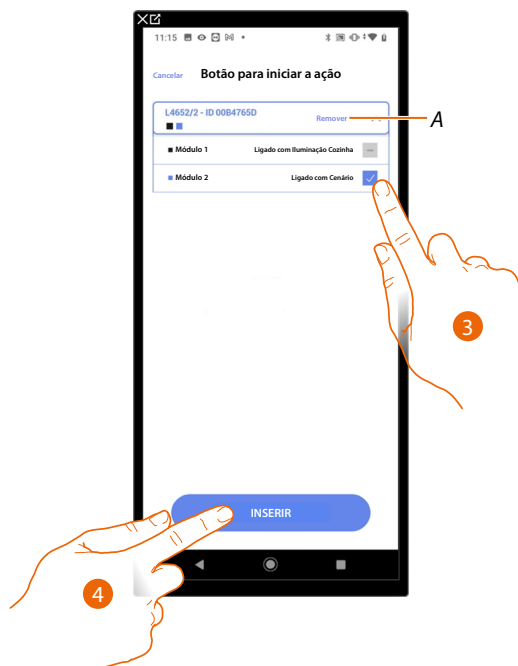 11:15
Cancelar Botão para iniciar a ação
L4652/2 - ID 00B4765D Remover A
Módulo 1 Ligado com Iluminação Cozinha
Módulo 2 Ligado com Cenário
3
INSERIR
4